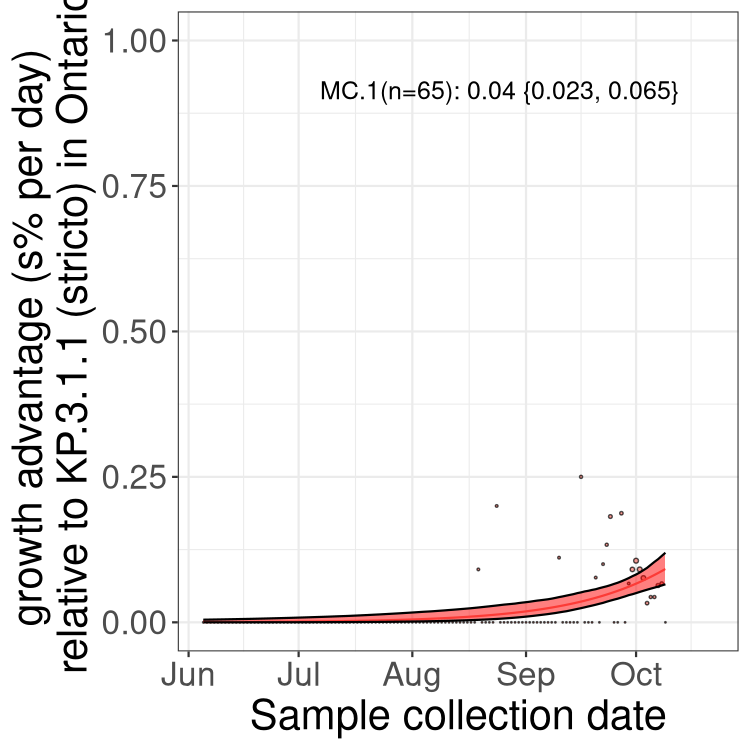 growth advantage (s% per day)
relative to KP.3.1.1 (stricto) in Ontario
1.00
0.75
0.50
0.25
0.00
MC.1(n=65): 0.04 {0.023, 0.065}
Jun Jul Aug Sep Oct
Sample collection date